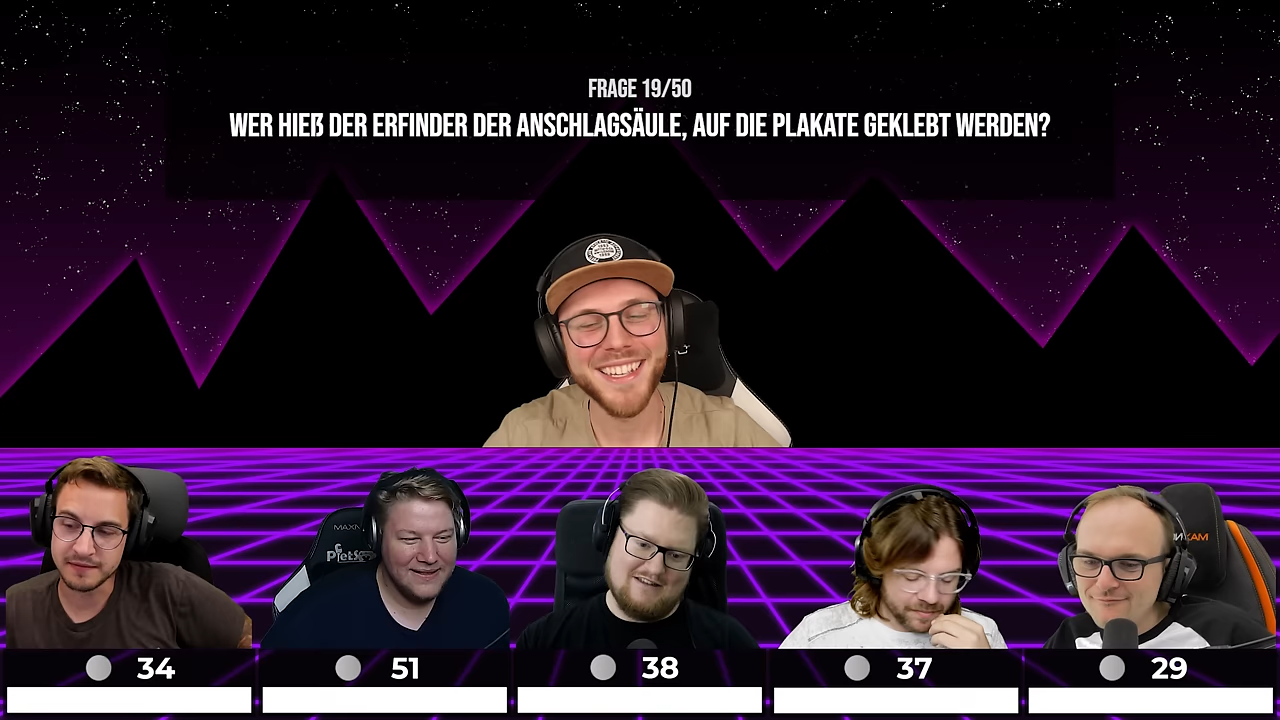 FRAGE 19/50
WER HIEẞ DER ERFINDER DER ANSCHLAGSÄULE, AUF DIE PLAKATE GEKLEBT WERDEN?
34
51
38
37
29